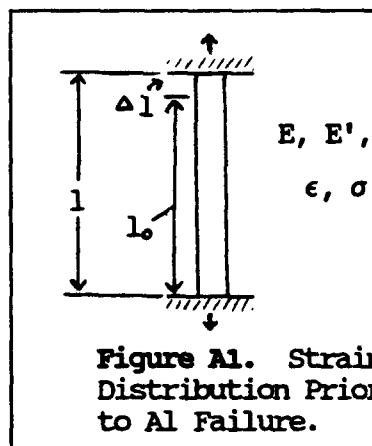 Δl
E, E',
l
ϵ, σ
l₀
Figure A1. Strain
Distribution Prior
to Al Failure.